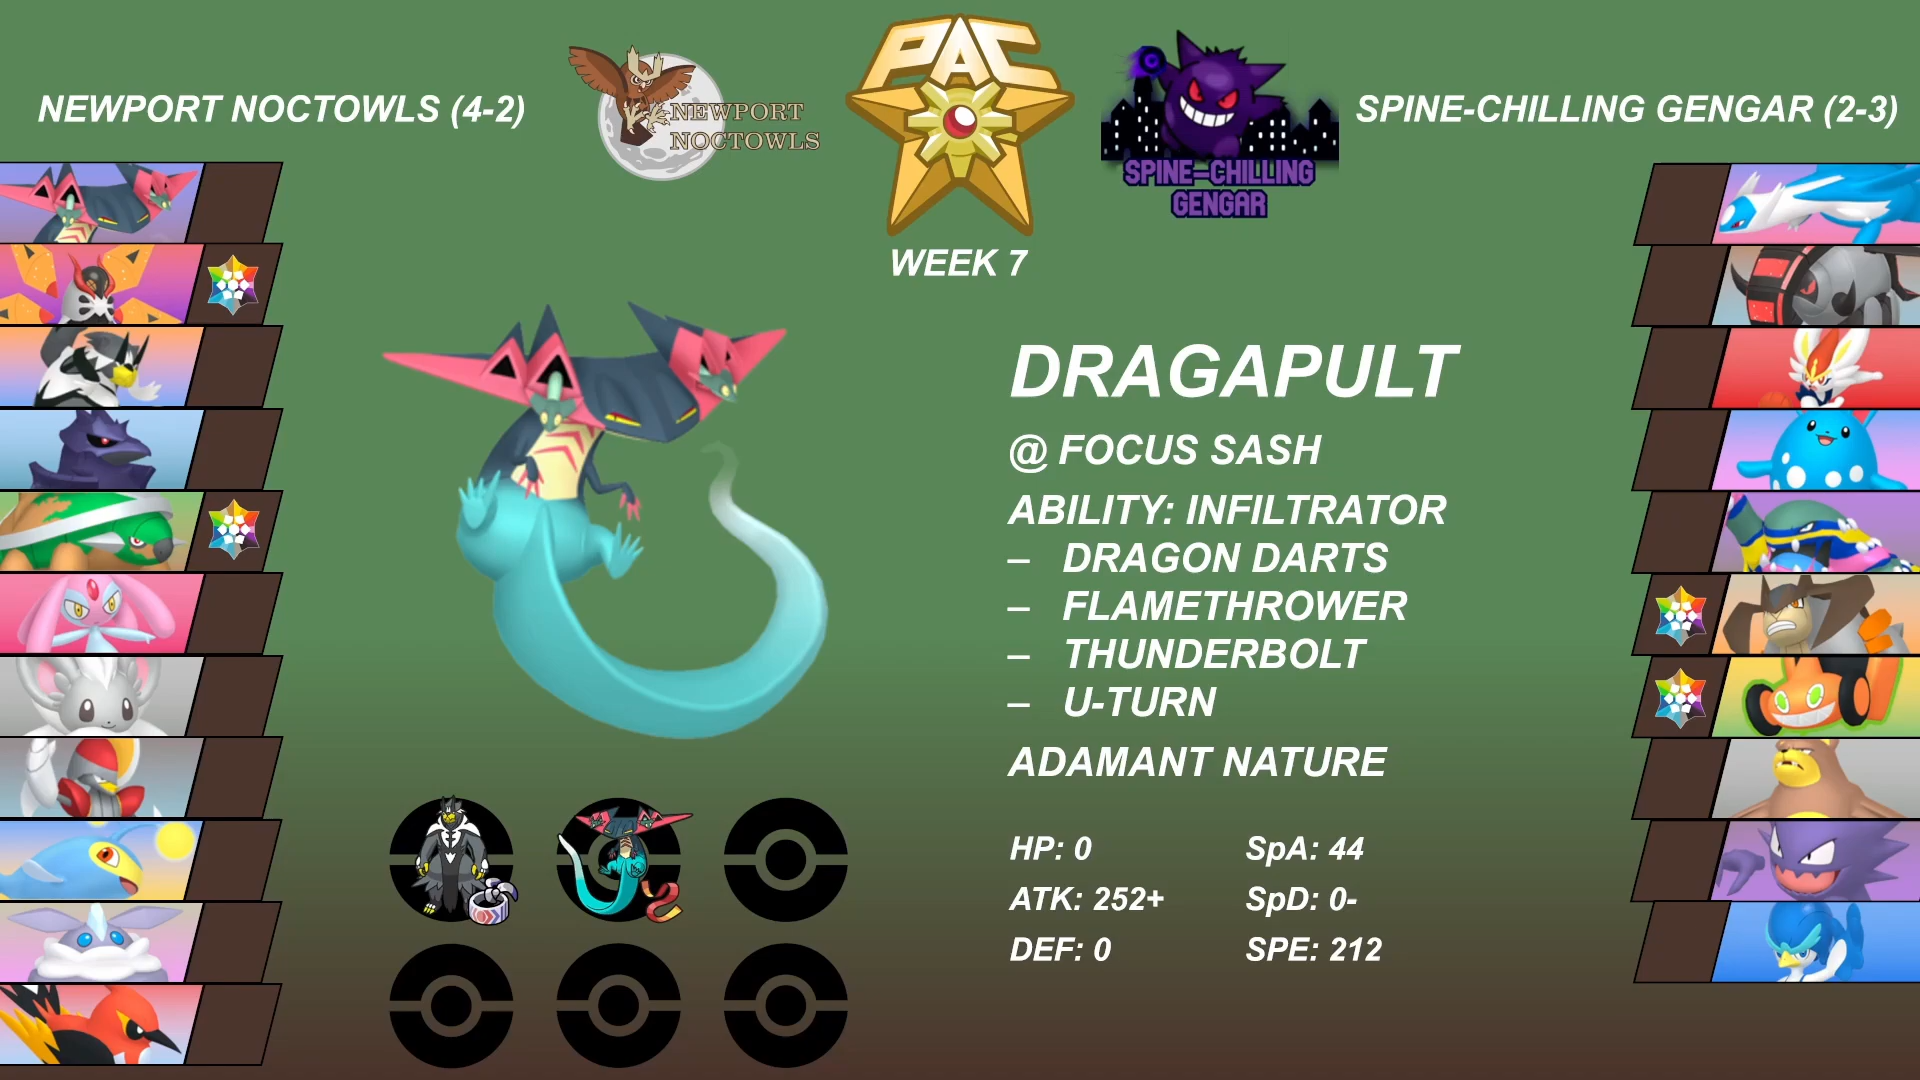 NEWPORT NOCTOWLS (4-2)
NEWPORT
NOCTOWLS
PAC
SPINE-CHILLING
GENGAR
SPINE-CHILLING GENGAR (2-3)
WEEK 7
DRAGAPULT
@ FOCUS SASH
ABILITY: INFILTRATOR
– DRAGON DARTS
– FLAMETHROWER
– THUNDERBOLT
– U-TURN
ADAMANT NATURE
HP: 0 SpA: 44
ATK: 252+ SpD: 0-
DEF: 0 SPE: 212